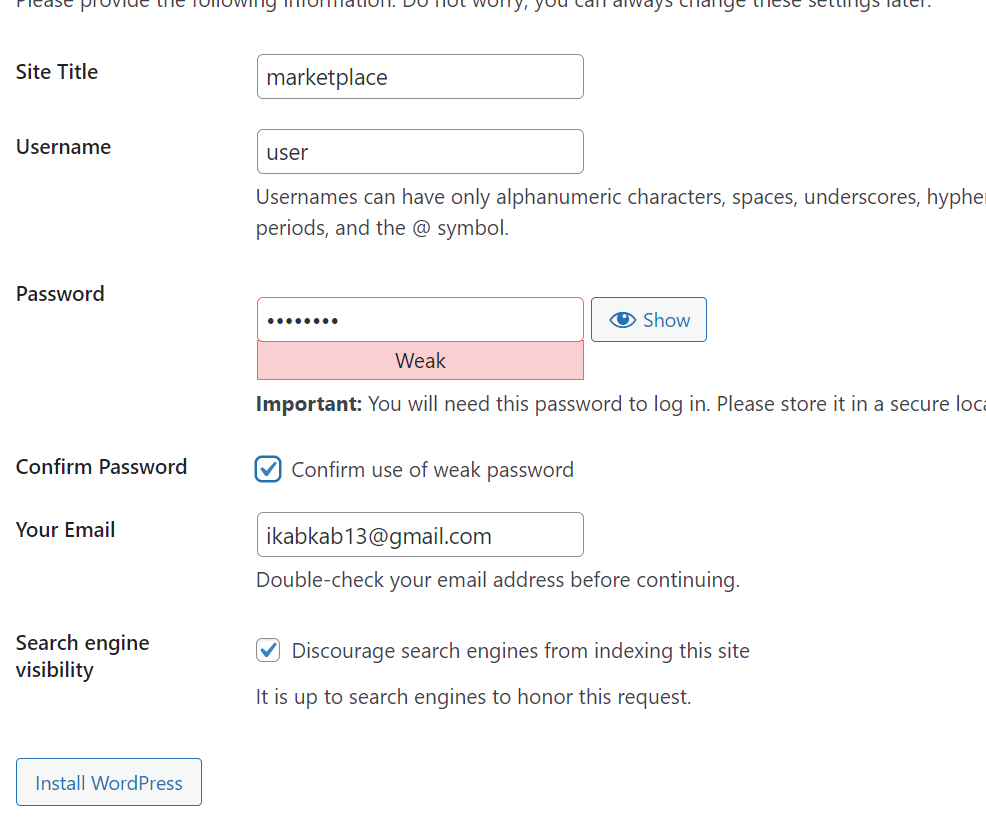 Please provide the following information. Do not worry, you can always change these settings later.
Site Title
marketplace
Username
user
Usernames can have only alphanumeric characters, spaces, underscores, hyphe
periods, and the @ symbol.
Password
••••••••
Show
Weak
Important: You will need this password to log in. Please store it in a secure loc
Confirm Password
Confirm use of weak password
Your Email
ikabkab13@gmail.com
Double-check your email address before continuing.
Search engine
visibility
Discourage search engines from indexing this site
It is up to search engines to honor this request.
Install WordPress